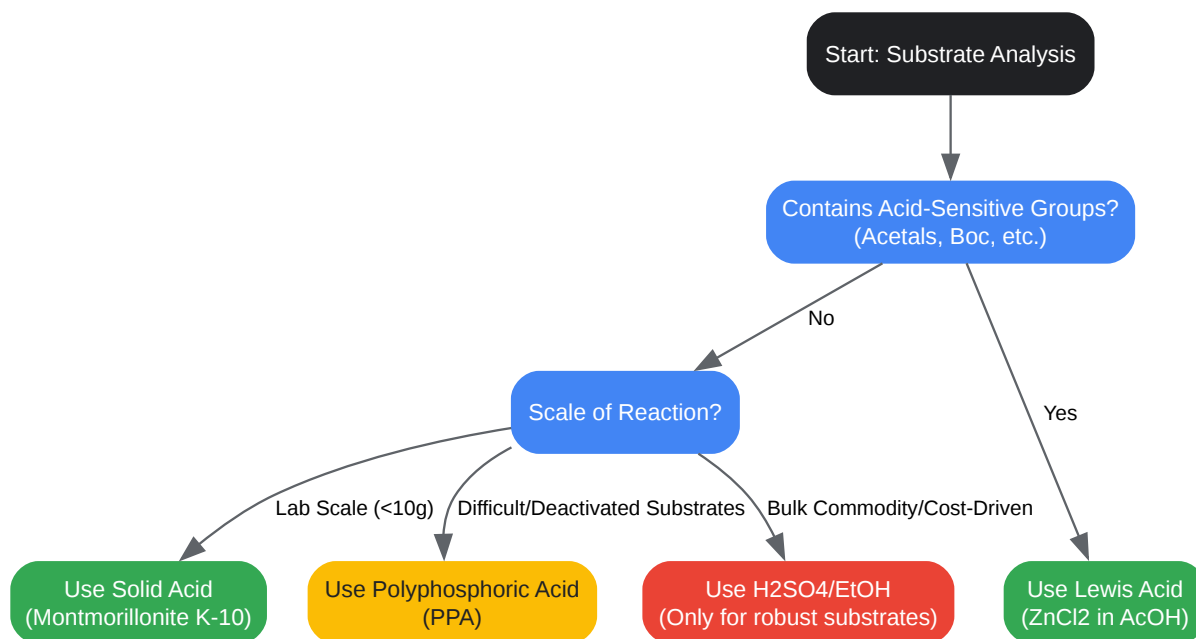 Start: Substrate Analysis
Contains Acid-Sensitive Groups?
(Acetals, Boc, etc.)
No
Yes
Scale of Reaction?
Lab Scale (<10g)
Difficult/Deactivated Substrates
Bulk Commodity/Cost-Driven
Use Solid Acid
(Montmorillonite K-10)
Use Polyphosphoric Acid
(PPA)
Use H2SO4/EtOH
(Only for robust substrates)
Use Lewis Acid
(ZnCl2 in AcOH)